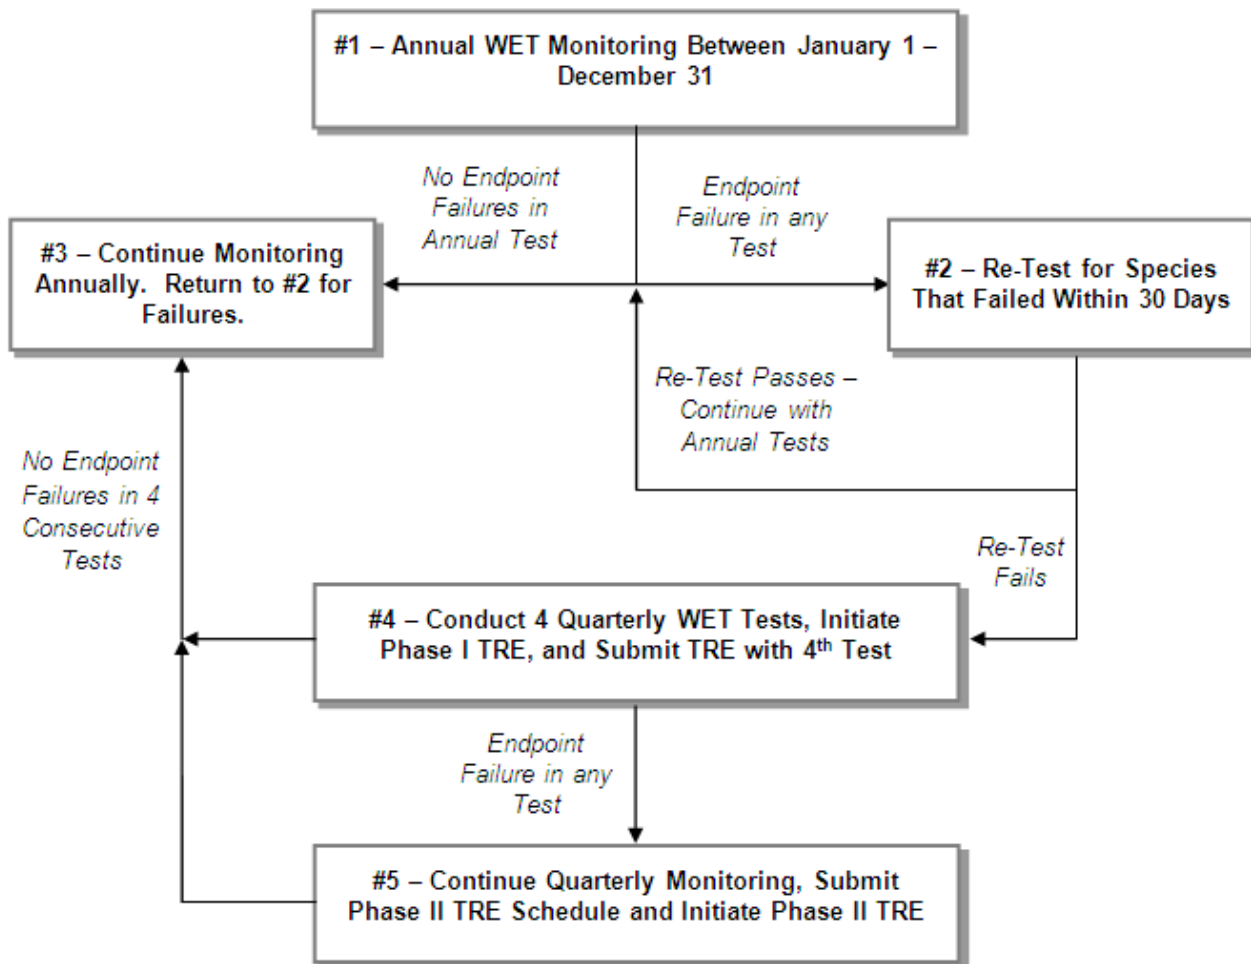 #1 – Annual WET Monitoring Between January 1 –
December 31
No Endpoint
Failures in
Annual Test
Endpoint
Failure in any
Test
#3 – Continue Monitoring
Annually. Return to #2 for
Failures.
#2 – Re-Test for Species
That Failed Within 30 Days
Re-Test Passes –
Continue with
Annual Tests
No Endpoint
Failures in 4
Consecutive
Tests
Re-Test
Fails
#4 – Conduct 4 Quarterly WET Tests, Initiate
Phase I TRE, and Submit TRE with 4th Test
Endpoint
Failure in any
Test
#5 – Continue Quarterly Monitoring, Submit
Phase II TRE Schedule and Initiate Phase II TRE